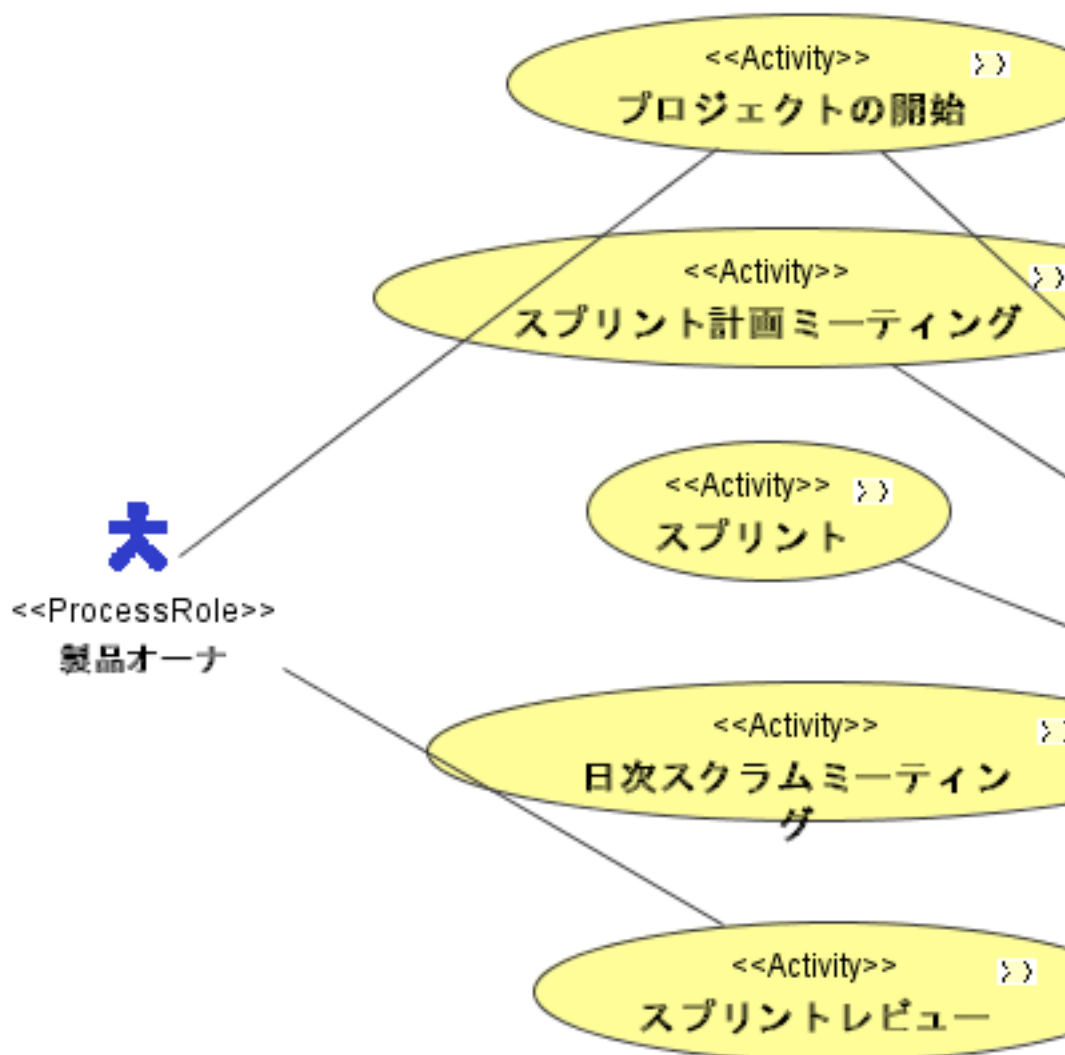 <<Activity>>
プロジェクトの開始
<<Activity>>
スプリント計画ミーティング
<<Activity>>
スプリント
<<ProcessRole>>
製品オーナ
<<Activity>>
日次スクラムミーティン
グ
<<Activity>>
スプリントレビュー